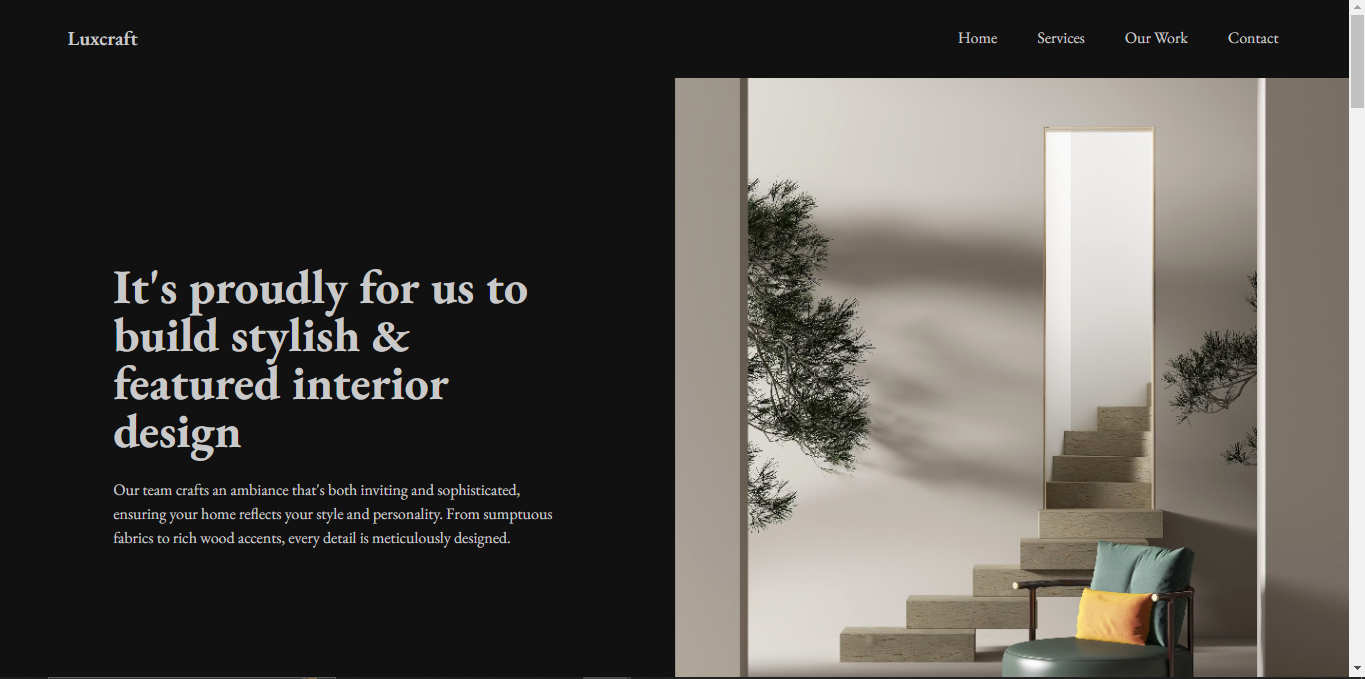 Luxcraft
Home
Services
Our Work
Contact
It's proudly for us to
build stylish &
featured interior
design
Our team crafts an ambiance that's both inviting and sophisticated,
ensuring your home reflects your style and personality. From sumptuous
fabrics to rich wood accents, every detail is meticulously designed.